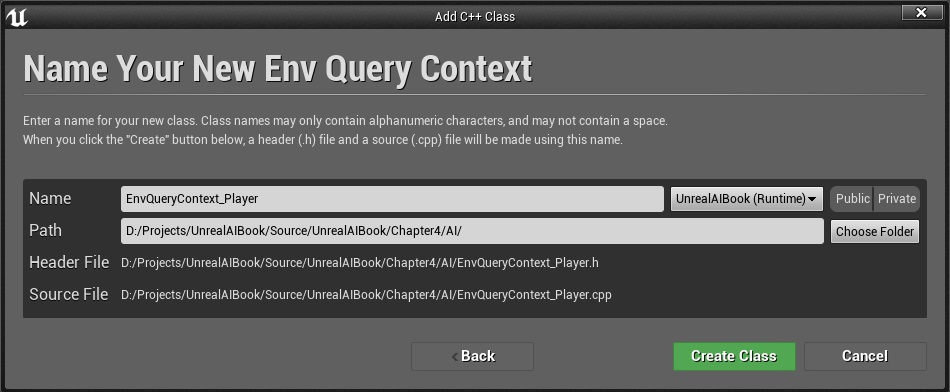 Add C++ Class
Name Your New Env Query Context
Enter a name for your new class. Class names may only contain alphanumeric characters, and may not contain a space.
When you click the "Create" button below, a header (.h) file and a source (.cpp) file will be made using this name.
Name EnvQueryContext_Player UnrealAIBook (Runtime) Public Private
Path D:/Projects/UnrealAIBook/Source/UnrealAIBook/Chapter4/AI/ Choose Folder
Header File D:/Projects/UnrealAIBook/Source/UnrealAIBook/Chapter4/AI/EnvQueryContext_Player.h
Source File D:/Projects/UnrealAIBook/Source/UnrealAIBook/Chapter4/AI/EnvQueryContext_Player.cpp
Back Create Class Cancel